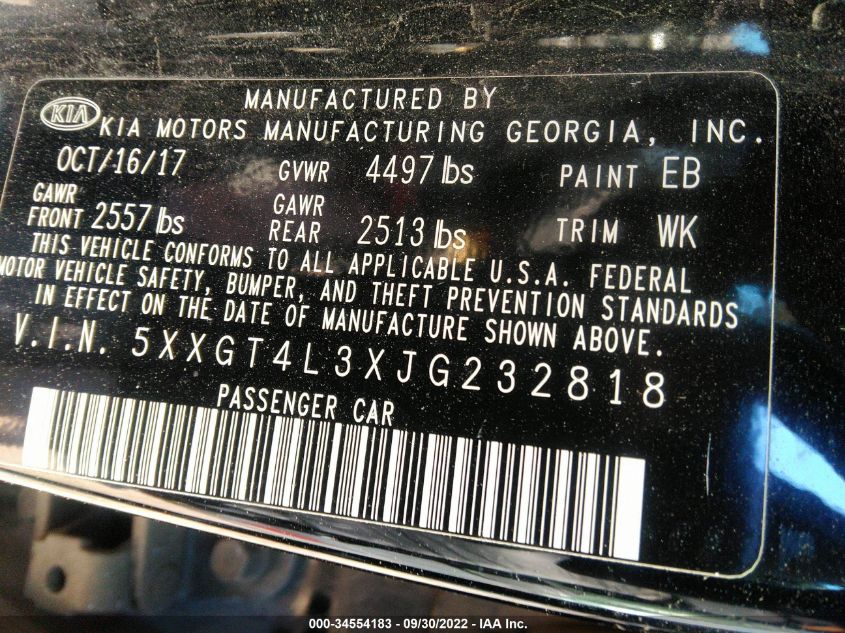 MANUFACTURED BY
KIA KIA MOTORS MANUFACTURING GEORGIA, INC.
OCT/16/17 GVWR 4497 lbs PAINT EB
GAWR FRONT 2557 lbs GAWR REAR 2513 lbs TRIM WK
THIS VEHICLE CONFORMS TO ALL APPLICABLE U.S.A. FEDERAL
MOTOR VEHICLE SAFETY, BUMPER, AND THEFT PREVENTION STANDARDS
IN EFFECT ON THE DATE OF MANUFACTURE SHOWN ABOVE.
V.I.N. 5XXGT4L3XJG232818
PASSENGER CAR
000-34554183 - 09/30/2022 - IAA Inc.